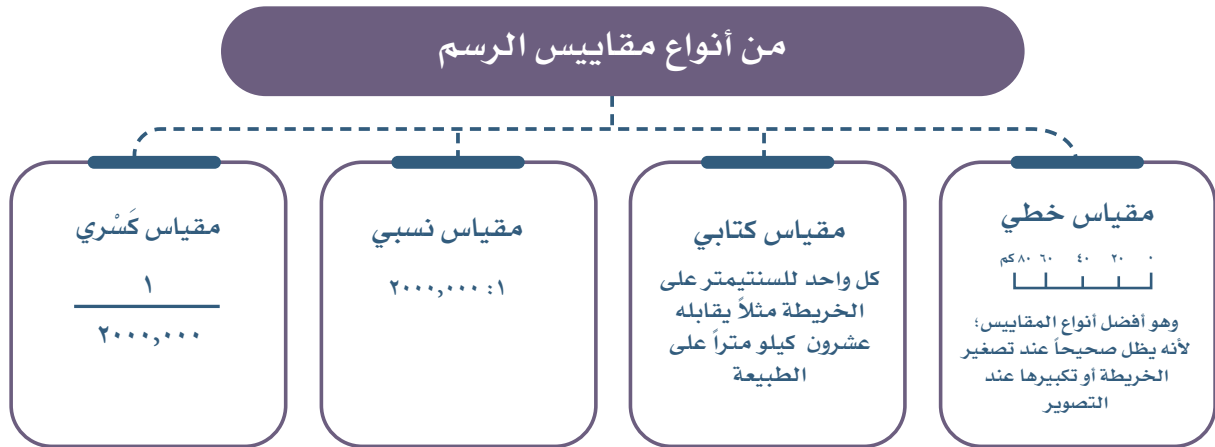 من أنواع مقاييس الرسم
مقياس خطي
٠ ٢٠ ٤٠ ٦٠ ٨٠ كم
وهو أفضل أنواع المقاييس؛
لأنه يظل صحيحاً عند تصغير
الخريطة أو تكبيرها عند
التصوير
مقياس كتابي
كل واحد للسنتيمتر على
الخريطة مثلاً يقابله
عشرون كيلو متراً على
الطبيعة
مقياس نسبي
١ : ٢٠٠٠,٠٠٠
مقياس كَسْري
١
٢٠٠٠,٠٠٠